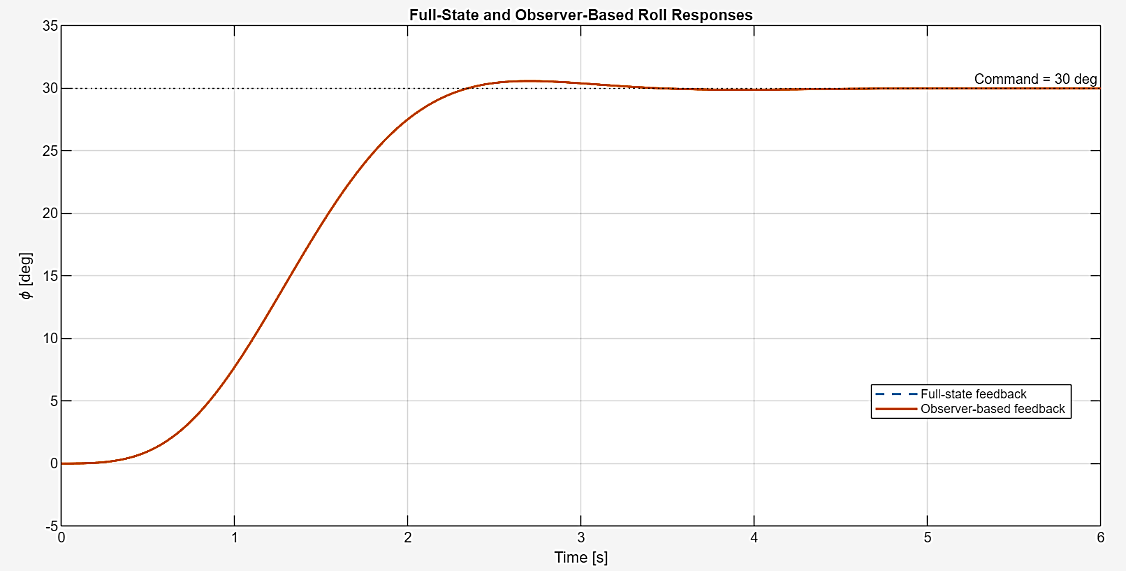 Full-State and Observer-Based Roll Responses
35
30
25
20
15
10
5
0
-5
ϕ [deg]
Command = 30 deg
Full-state feedback
Observer-based feedback
0 1 2 3 4 5 6
Time [s]